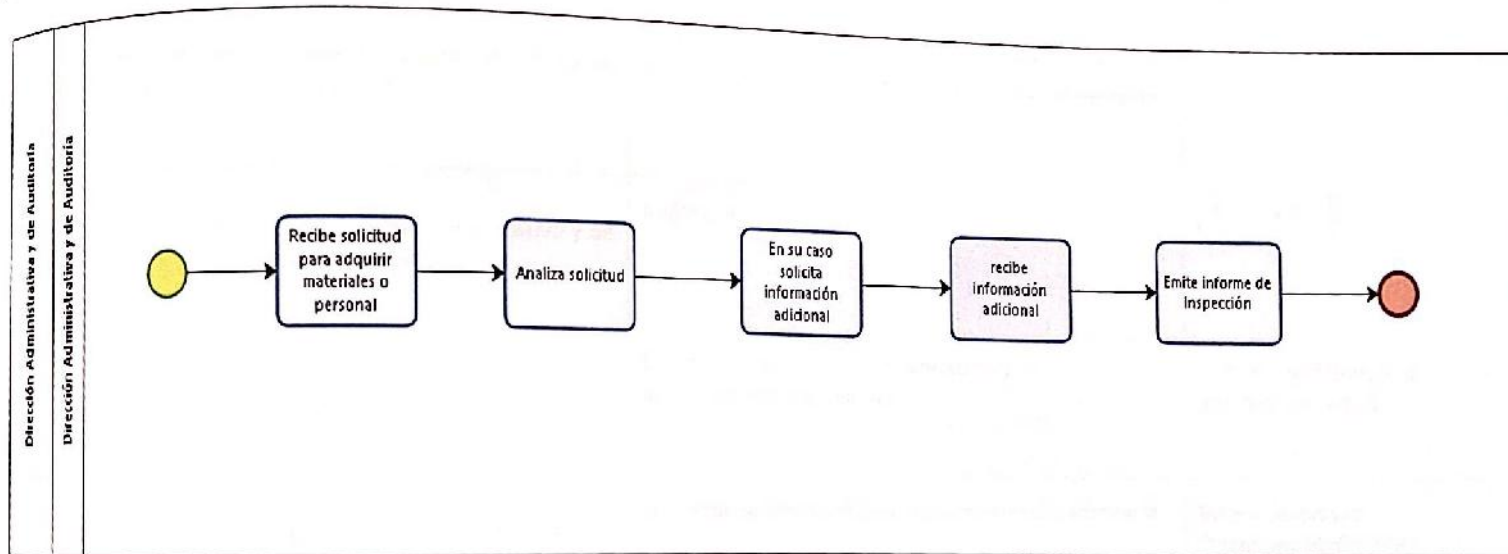 Dirección Administrativa y de Auditoría
Dirección Administrativa y de Auditoría
Recibe solicitud
para adquirir
materiales o
personal
Analiza solicitud
En su caso
solicita
información
adicional
recibe
información
adicional
Emite informe de
Inspección